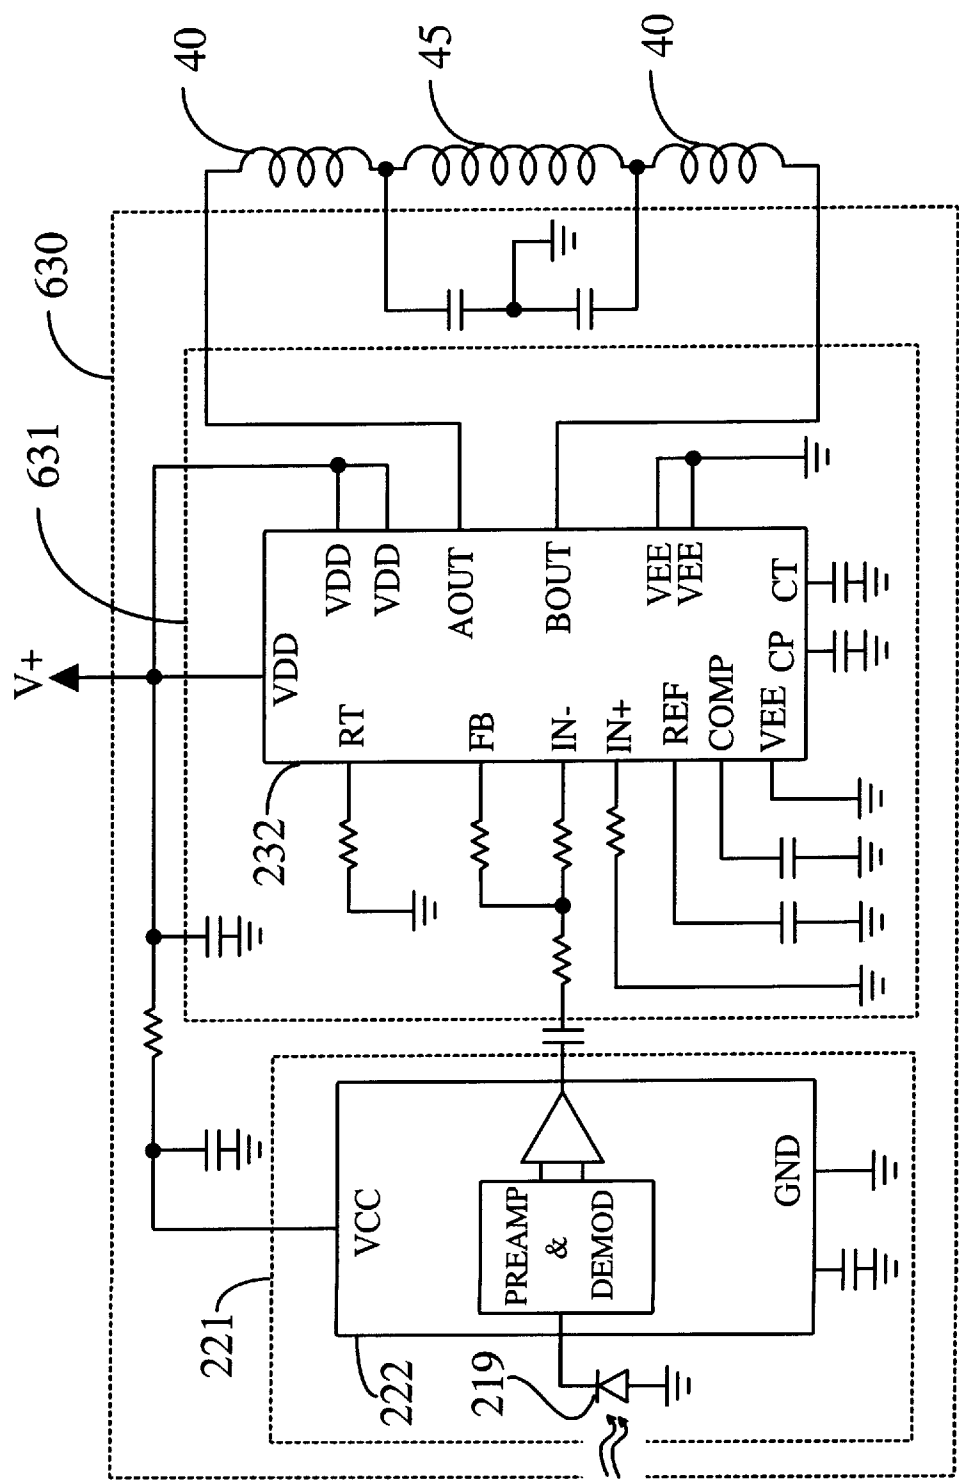 630
631
V+
40
45
40
232
VDD
VDD
VDD
AOUT
BOUT
VEE
VEE
RT
FB
IN-
IN+
REF
COMP
VEE
CP
CT
221
222
219
VCC
GND
PREAMP
&
DEMOD